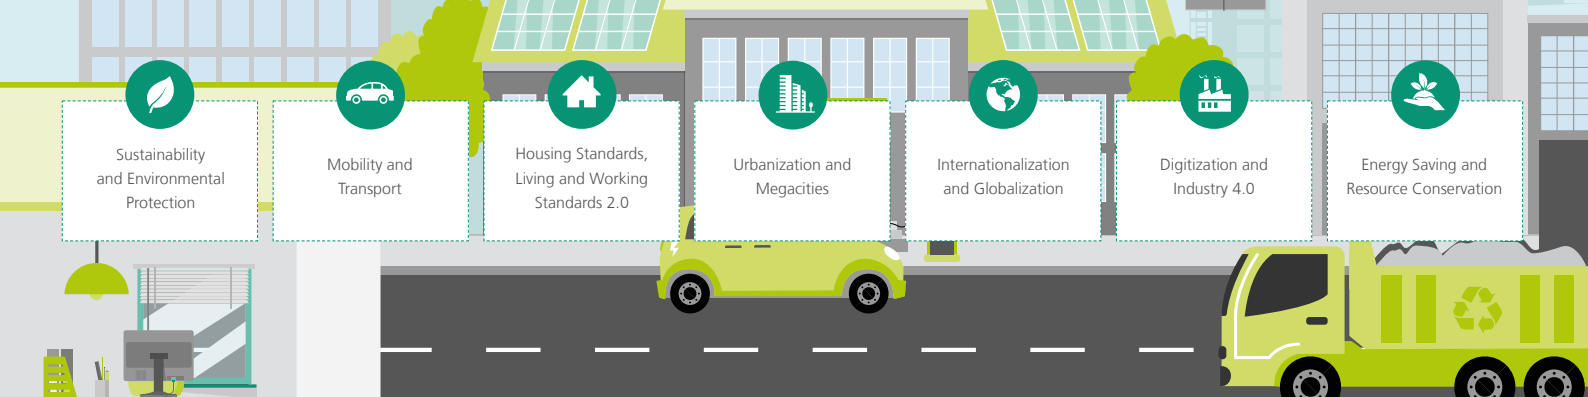 Sustainability
and Environmental
Protection
Mobility and
Transport
Housing Standards,
Living and Working
Standards 2.0
Urbanization and
Megacities
Internationalization
and Globalization
Digitization and
Industry 4.0
Energy Saving and
Resource Conservation